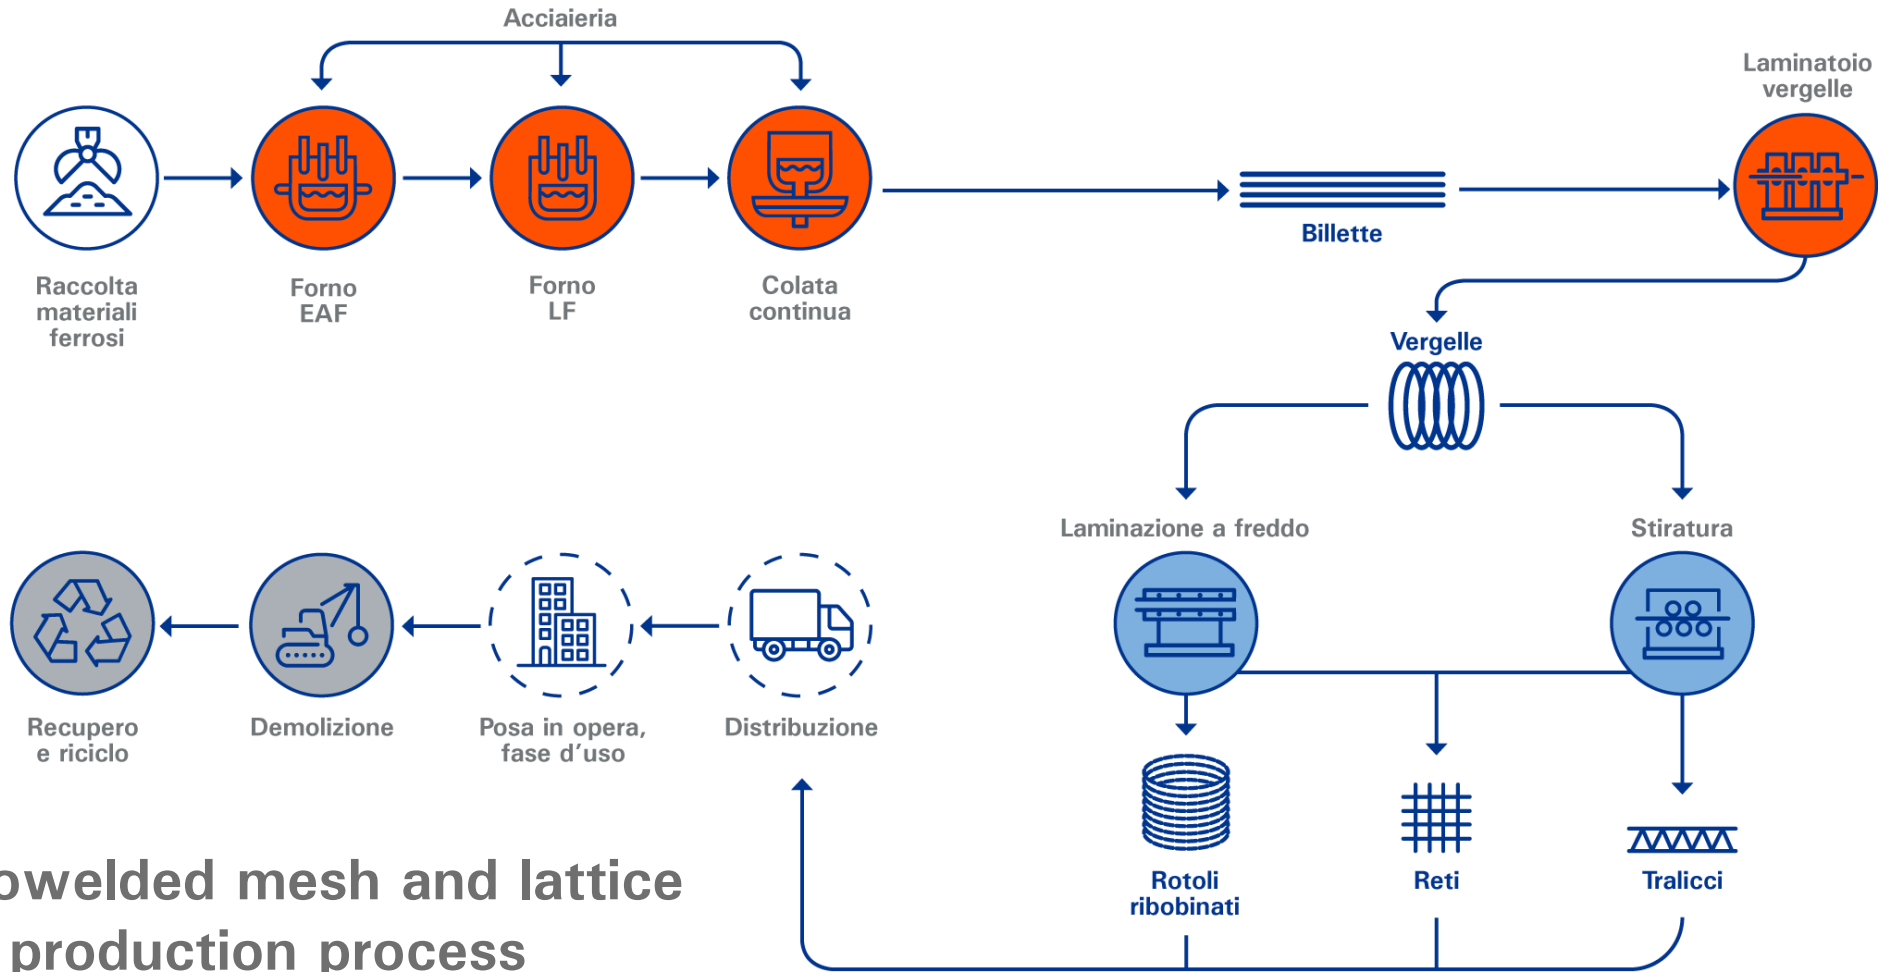 Acciaieria
Laminatoio
vergelle
Raccolta
materiali
ferrosi
Forno
EAF
Forno
LF
Colata
continua
Billette
Vergelle
Laminazione a freddo
Stiratura
Recupero
e riciclo
Demolizione
Posa in opera,
fase d’uso
Distribuzione
Rotoli
ribobinati
Reti
Tralicci
owelded mesh and lattice
production process